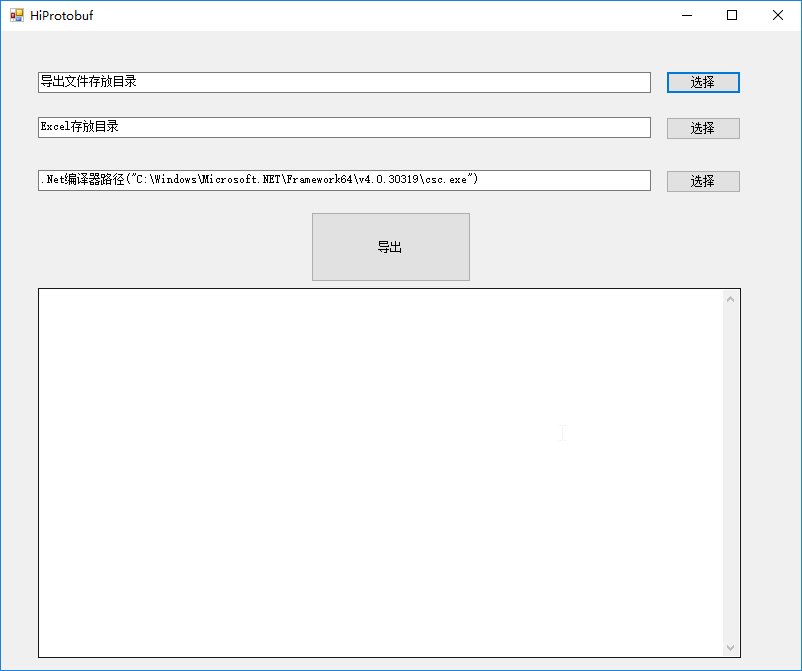 HiProtobuf
导出文件存放目录
选择
Excel存放目录
选择
.Net编译器路径("C:\Windows\Microsoft.NET\Framework64\v4.0.30319\csc.exe")
选择
导出